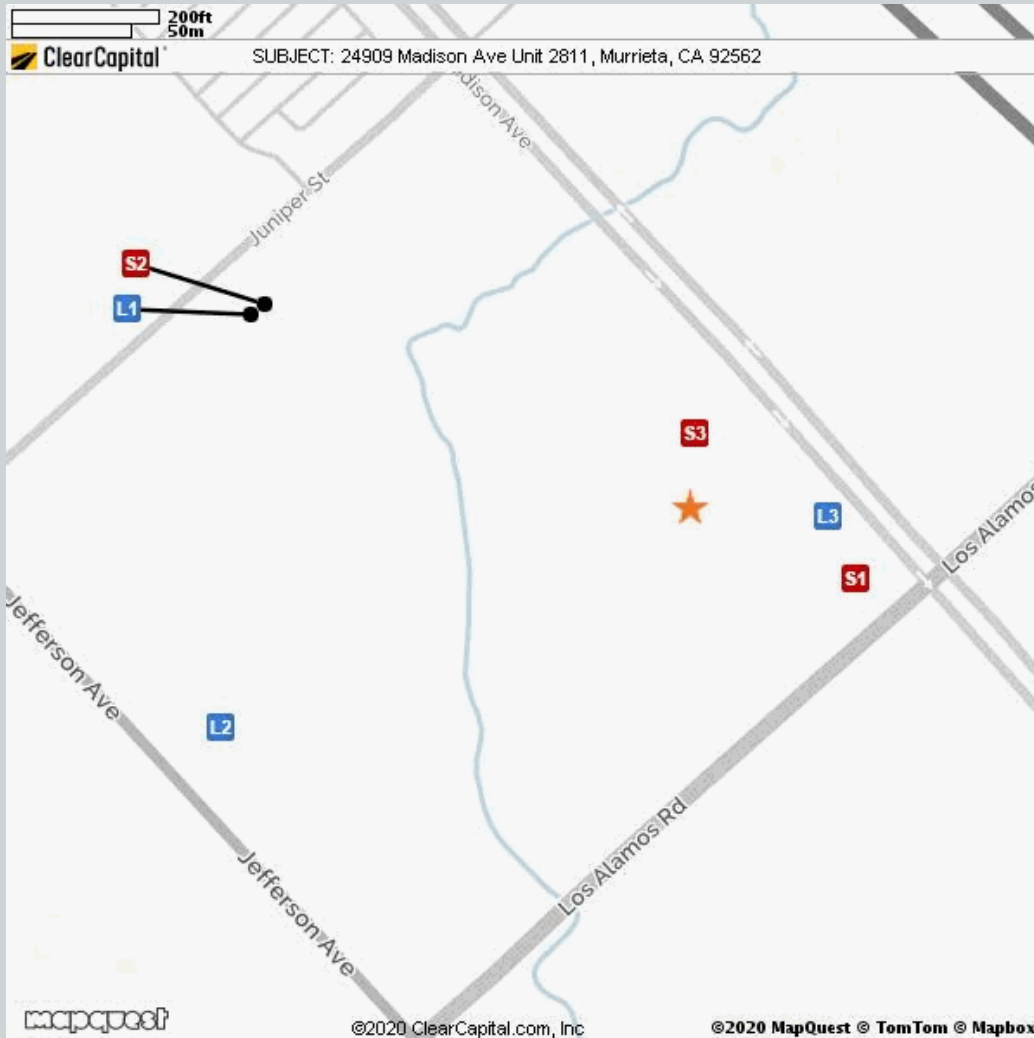 200ft
50m
ClearCapital
SUBJECT: 24909 Madison Ave Unit 2811, Murrieta, CA 92562
dison Ave
Juniper St
S2
L1
S3
L3
S1
Los Alamos
Jefferson Ave
L2
Los Alamos Rd
Jefferson Ave
mapquest
©2020 ClearCapital.com, Inc
©2020 MapQuest © TomTom © Mapbox